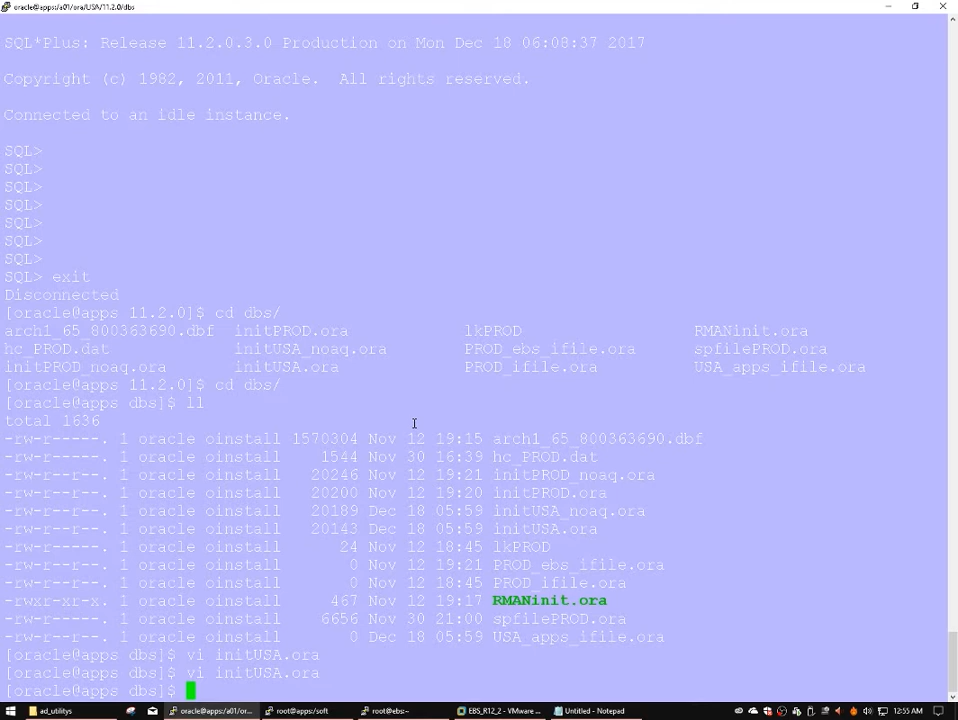 oracle@apps:/a01/ora/USA/11.2.0/dbs
SQL*Plus: Release 11.2.0.3.0 Production on Mon Dec 18 06:08:37 2017
Copyright (c) 1982, 2011, Oracle.  All rights reserved.
Connected to an idle instance.
SQL>
SQL>
SQL>
SQL>
SQL>
SQL>
SQL>
SQL> exit
Disconnected
[oracle@apps 11.2.0]$ cd dbs/
arch1_65_800363690.dbf  initPROD.ora  lkPROD  RMANinit.ora
hc_PROD.dat  initUSA_noaq.ora  PROD_ebs_ifile.ora  spfilePROD.ora
initPROD_noaq.ora  initUSA.ora  PROD_ifile.ora  USA_apps_ifile.ora
[oracle@apps 11.2.0]$ cd dbs/
[oracle@apps dbs]$ ll
total 1636
-rw-r-----. 1 oracle oinstall 1570304 Nov 12 19:15 arch1_65_800363690.dbf
-rw-r-----. 1 oracle oinstall    1544 Nov 30 16:39 hc_PROD.dat
-rw-r--r--. 1 oracle oinstall   20246 Nov 12 19:21 initPROD_noaq.ora
-rw-r--r--. 1 oracle oinstall   20200 Nov 12 19:20 initPROD.ora
-rw-r--r--. 1 oracle oinstall   20189 Dec 18 05:59 initUSA_noaq.ora
-rw-r--r--. 1 oracle oinstall   20143 Dec 18 05:59 initUSA.ora
-rw-r-----. 1 oracle oinstall      24 Nov 12 18:45 lkPROD
-rw-r--r--. 1 oracle oinstall       0 Nov 12 19:21 PROD_ebs_ifile.ora
-rw-r--r--. 1 oracle oinstall       0 Nov 12 18:45 PROD_ifile.ora
-rwxr-xr-x. 1 oracle oinstall     467 Nov 12 19:17 RMANinit.ora
-rw-r-----. 1 oracle oinstall    6656 Nov 30 21:00 spfilePROD.ora
-rw-r--r--. 1 oracle oinstall       0 Dec 18 05:59 USA_apps_ifile.ora
[oracle@apps dbs]$ vi initUSA.ora
[oracle@apps dbs]$ vi initUSA.ora
[oracle@apps dbs]$
ad_utilitys  oracle@apps:/a01/or...  root@apps:/soft  root@ebs:~  EBS_R12_2 - VMware ...  Untitled - Notepad  12:55 AM